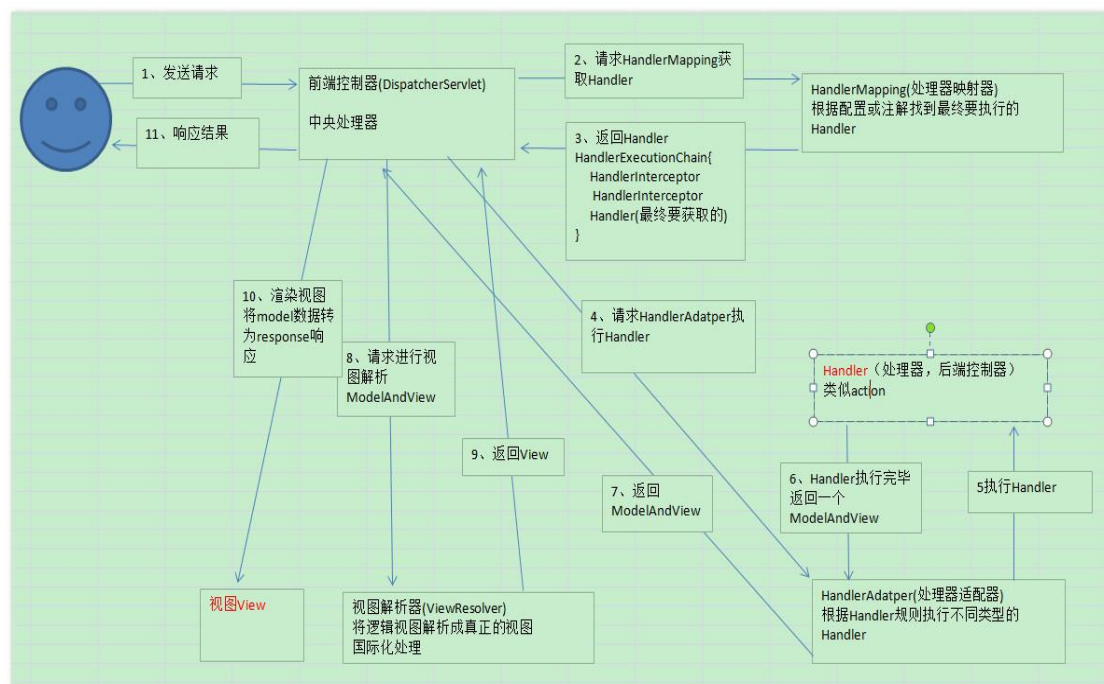 1、发送请求
前端控制器(DispatcherServlet)
中央处理器
2、请求HandlerMapping获
取Handler
HandlerMapping(处理器映射器)
根据配置或注解找到最终要执行的
Handler
11、响应结果
3、返回Handler
HandlerExecutionChain{
HandlerInterceptor
HandlerInterceptor
Handler(最终要获取的)
}
10、渲染视图
将model数据转
为response响
应
8、请求进行视
图解析
ModelAndView
4、请求HandlerAdatper执
行Handler
Handler（处理器，后端控制器）
类似action
9、返回View
7、返回
ModelAndView
6、Handler执行完毕
返回一个
ModelAndView
5执行Handler
视图View
视图解析器(ViewResolver)
将逻辑视图解析成真正的视图
国际化处理
HandlerAdatper(处理器适配器)
根据Handler规则执行不同类型的
Handler